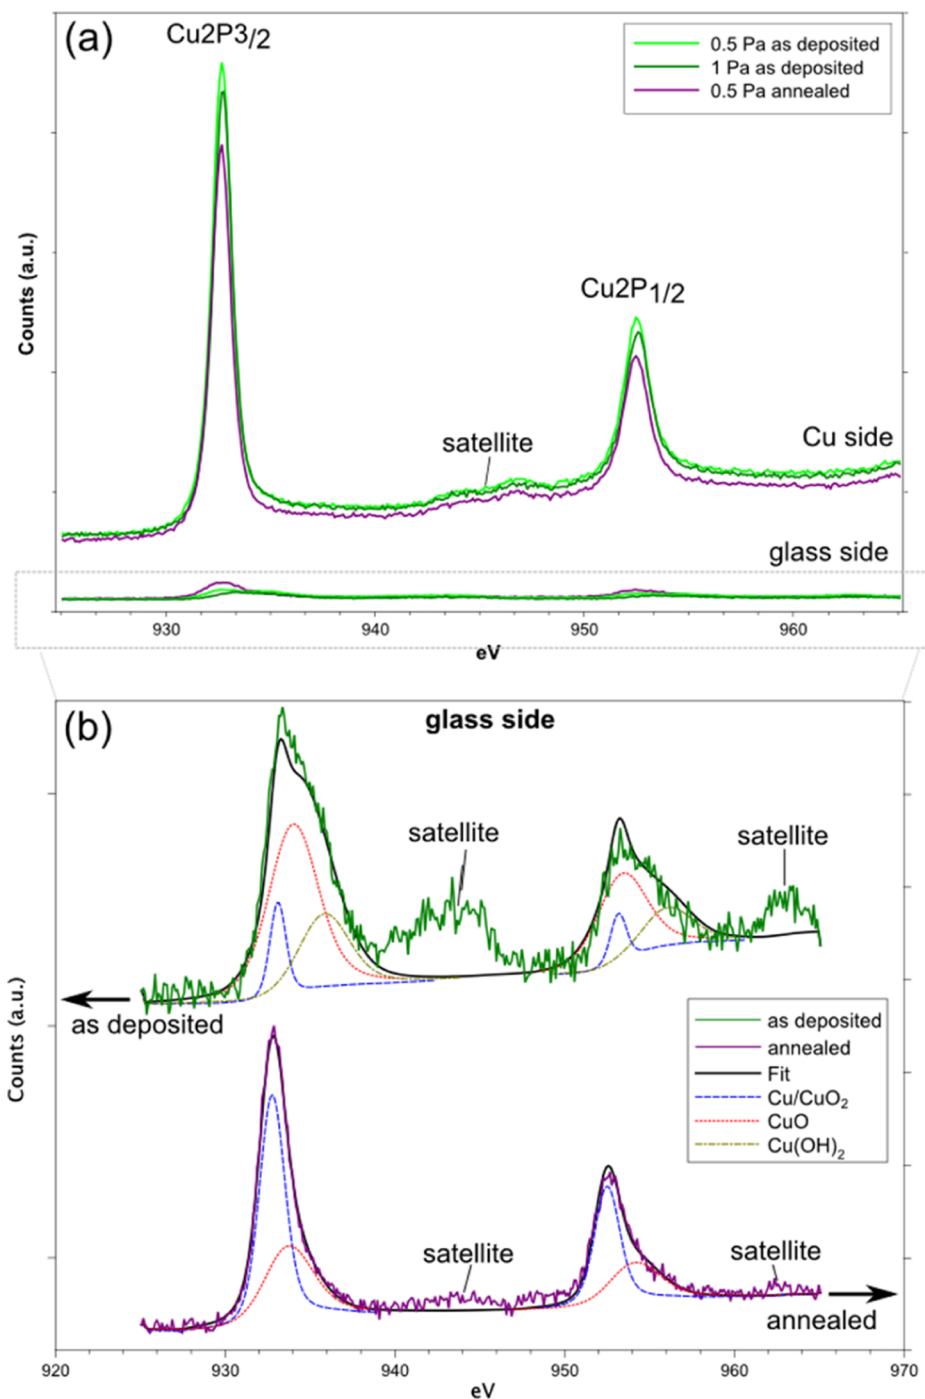 (a)
Cu2P3/2
0.5 Pa as deposited
1 Pa as deposited
0.5 Pa annealed
Cu2P1/2
Counts (a.u.)
satellite
Cu side
glass side
930 940 950 960
eV
(b)
glass side
satellite
satellite
as deposited
Counts (a.u.)
as deposited
annealed
Fit
Cu/CuO₂
CuO
Cu(OH)₂
satellite
satellite
annealed
920 930 940 950 960 970
eV